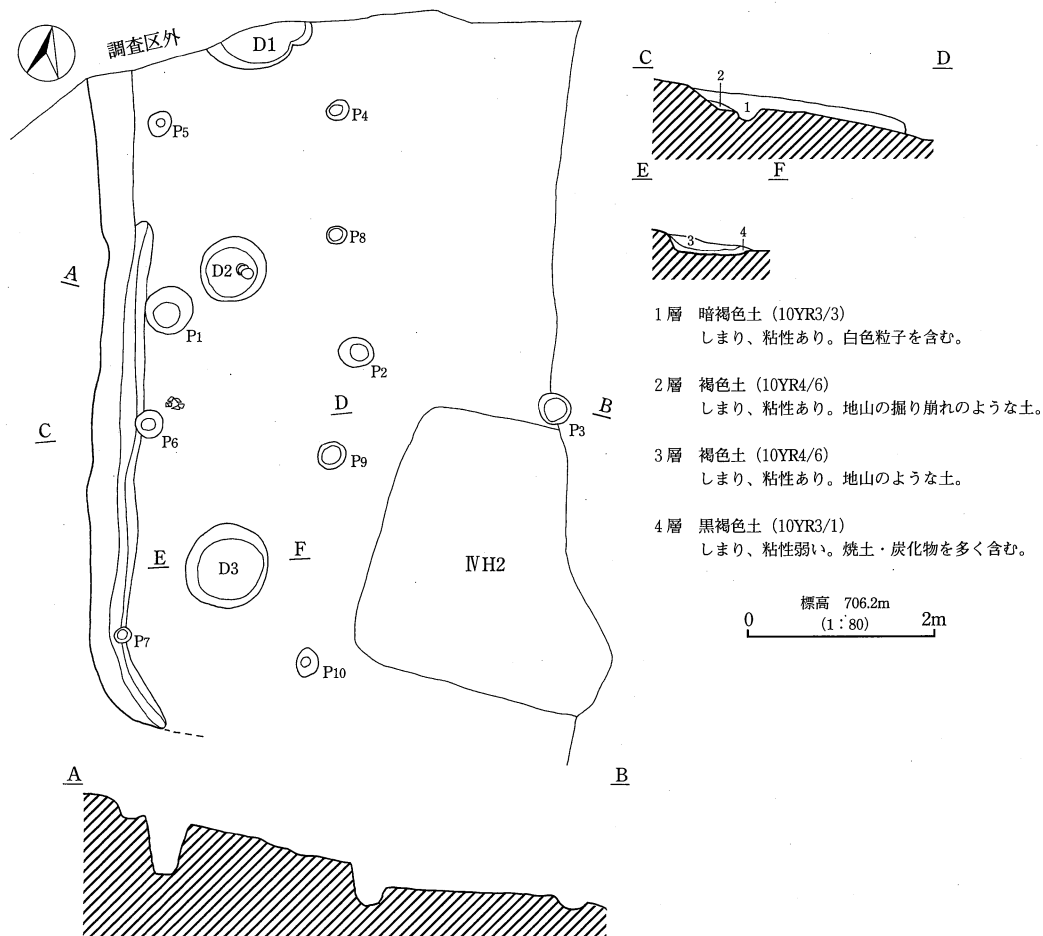 調査区外
D1
P5
P4
P8
D2
A
P1
P2
D
B
C
P6
P3
P9
E
F
D3
ⅣH2
P7
P10
A
B
C
D
2
1
E
F
3
4
1層 暗褐色土（10YR3/3）
しまり、粘性あり。白色粒子を含む。
2層 褐色土（10YR4/6）
しまり、粘性あり。地山の掘り崩れのような土。
3層 褐色土（10YR4/6）
しまり、粘性あり。地山のような土。
4層 黒褐色土（10YR3/1）
しまり、粘性弱い。焼土・炭化物を多く含む。
標高 706.2m
0 （1：80） 2m